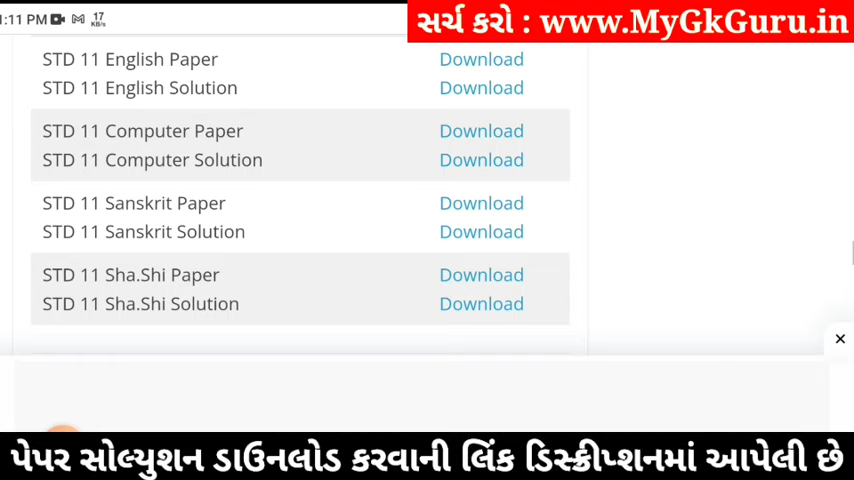 1:11 PM 17 KB/s
સર્ચ કરો : www.MyGkGuru.in
STD 11 English Paper Download
STD 11 English Solution Download
STD 11 Computer Paper Download
STD 11 Computer Solution Download
STD 11 Sanskrit Paper Download
STD 11 Sanskrit Solution Download
STD 11 Sha.Shi Paper Download
STD 11 Sha.Shi Solution Download
પેપર સોલ્યુશન ડાઉનલોડ કરવાની લિંક ડિસ્ક્રીપ્શનમાં આપેલી છે